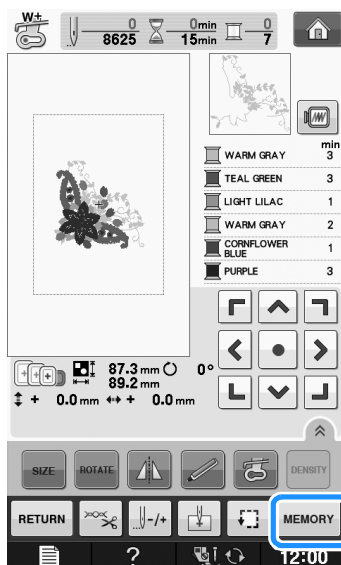 W±
0 0min 0
8625 15min 7
min
WARM GRAY 3
TEAL GREEN 3
LIGHT LILAC 1
WARM GRAY 2
CORNFLOWER
BLUE 1
PURPLE 3
87.3 mm 0°
89.2 mm
+ 0.0 mm + 0.0 mm
SIZE ROTATE DENSITY
RETURN -/+ MEMORY
? 12:00